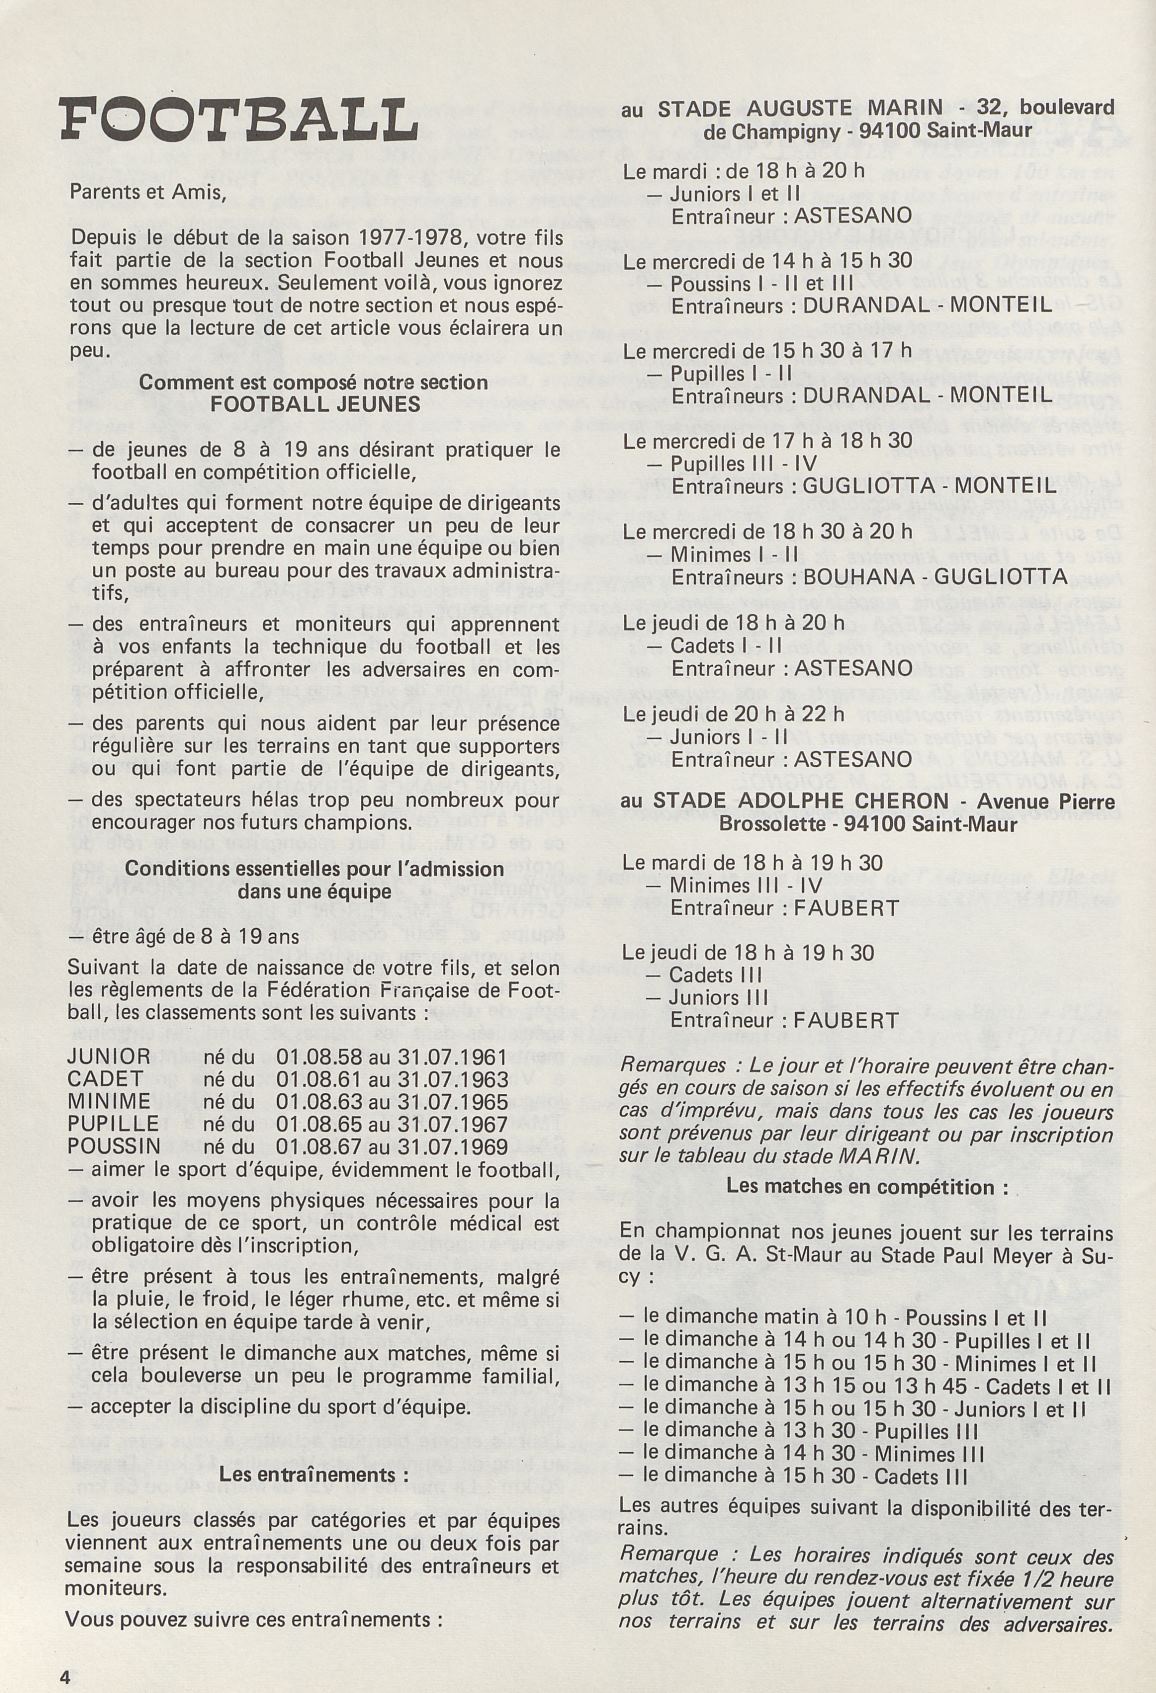 FOOTBALL
Parents et Amis,
Depuis le début de la saison 1977-1978, votre fils
fait partie de la section Football Jeunes et nous
en sommes heureux. Seulement voilà, vous ignorez
tout ou presque tout de notre section et nous espé-
rons que la lecture de cet article vous éclairera un
peu.
Comment est composé notre section
FOOTBALL JEUNES
— de jeunes de 8 à 19 ans désirant pratiquer le
football en compétition officielle,
— d'adultes qui forment notre équipe de dirigeants
et qui acceptent de consacrer un peu de leur
temps pour prendre en main une équipe ou bien
un poste au bureau pour des travaux administra-
tifs,
— des entraîneurs et moniteurs qui apprennent
à vos enfants la technique du football et les
préparent à affronter les adversaires en com-
pétition officielle,
— des parents qui nous aident par leur présence
régulière sur les terrains en tant que supporters
ou qui font partie de l'équipe de dirigeants,
— des spectateurs hélas trop peu nombreux pour
encourager nos futurs champions.
Conditions essentielles pour l'admission
dans une équipe
— être âgé de 8 à 19 ans
Suivant la date de naissance de votre fils, et selon
les règlements de la Fédération Française de Foot-
ball, les classements sont les suivants :
JUNIOR né du 01.08.58 au 31.07.1961
CADET né du 01.08.61 au 31.07.1963
MINIME né du 01.08.63 au 31.07.1965
PUPILLE né du 01.08.65 au 31.07.1967
POUSSIN né du 01.08.67 au 31.07.1969
— aimer le sport d'équipe, évidemment le football,
— avoir les moyens physiques nécessaires pour la
pratique de ce sport, un contrôle médical est
obligatoire dès l'inscription,
— être présent à tous les entraînements, malgré
la pluie, le froid, le léger rhume, etc. et même si
la sélection en équipe tarde à venir,
— être présent le dimanche aux matches, même si
cela bouleverse un peu le programme familial,
— accepter la discipline du sport d'équipe.
Les entraînements :
Les joueurs classés par catégories et par équipes
viennent aux entraînements une ou deux fois par
semaine sous la responsabilité des entraîneurs et
moniteurs.
Vous pouvez suivre ces entraînements :
4
au STADE AUGUSTE MARIN - 32, boulevard
de Champigny - 94100 Saint-Maur
Le mardi : de 18 h à 20 h
— Juniors I et II
Entraîneur : ASTESANO
Le mercredi de 14 h à 15 h 30
— Poussins I - II et III
Entraîneurs : DURANDAL - MONTEIL
Le mercredi de 15 h 30 à 17 h
— Pupilles I - II
Entraîneurs : DURANDAL - MONTEIL
Le mercredi de 17 h à 18 h 30
— Pupilles III - IV
Entraîneurs : GUGLIOTTA - MONTEIL
Le mercredi de 18 h 30 à 20 h
— Minimes I - II
Entraîneurs : BOUHANA - GUGLIOTTA
Le jeudi de 18 h à 20 h
— Cadets I - II
Entraîneur : ASTESANO
Le jeudi de 20 h à 22 h
— Juniors I - II
Entraîneur : ASTESANO
au STADE ADOLPHE CHERON - Avenue Pierre
Brossolette - 94100 Saint-Maur
Le mardi de 18 h à 19 h 30
— Minimes III - IV
Entraîneur : FAUBERT
Le jeudi de 18 h à 19 h 30
— Cadets III
— Juniors III
Entraîneur : FAUBERT
Remarques : Le jour et l'horaire peuvent être chan-
gés en cours de saison si les effectifs évoluent ou en
cas d'imprévu, mais dans tous les cas les joueurs
sont prévenus par leur dirigeant ou par inscription
sur le tableau du stade MARIN.
Les matches en compétition :
En championnat nos jeunes jouent sur les terrains
de la V. G. A. St-Maur au Stade Paul Meyer à Su-
cy :
— le dimanche matin à 10 h - Poussins I et II
— le dimanche à 14 h ou 14 h 30 - Pupilles I et II
— le dimanche à 15 h ou 15 h 30 - Minimes I et II
— le dimanche à 13 h 15 ou 13 h 45 - Cadets I et II
— le dimanche à 15 h ou 15 h 30 - Juniors I et II
— le dimanche à 13 h 30 - Pupilles III
— le dimanche à 14 h 30 - Minimes III
— le dimanche à 15 h 30 - Cadets III
Les autres équipes suivant la disponibilité des ter-
rains.
Remarque : Les horaires indiqués sont ceux des
matches, l'heure du rendez-vous est fixée 1/2 heure
plus tôt. Les équipes jouent alternativement sur
nos terrains et sur les terrains des adversaires.